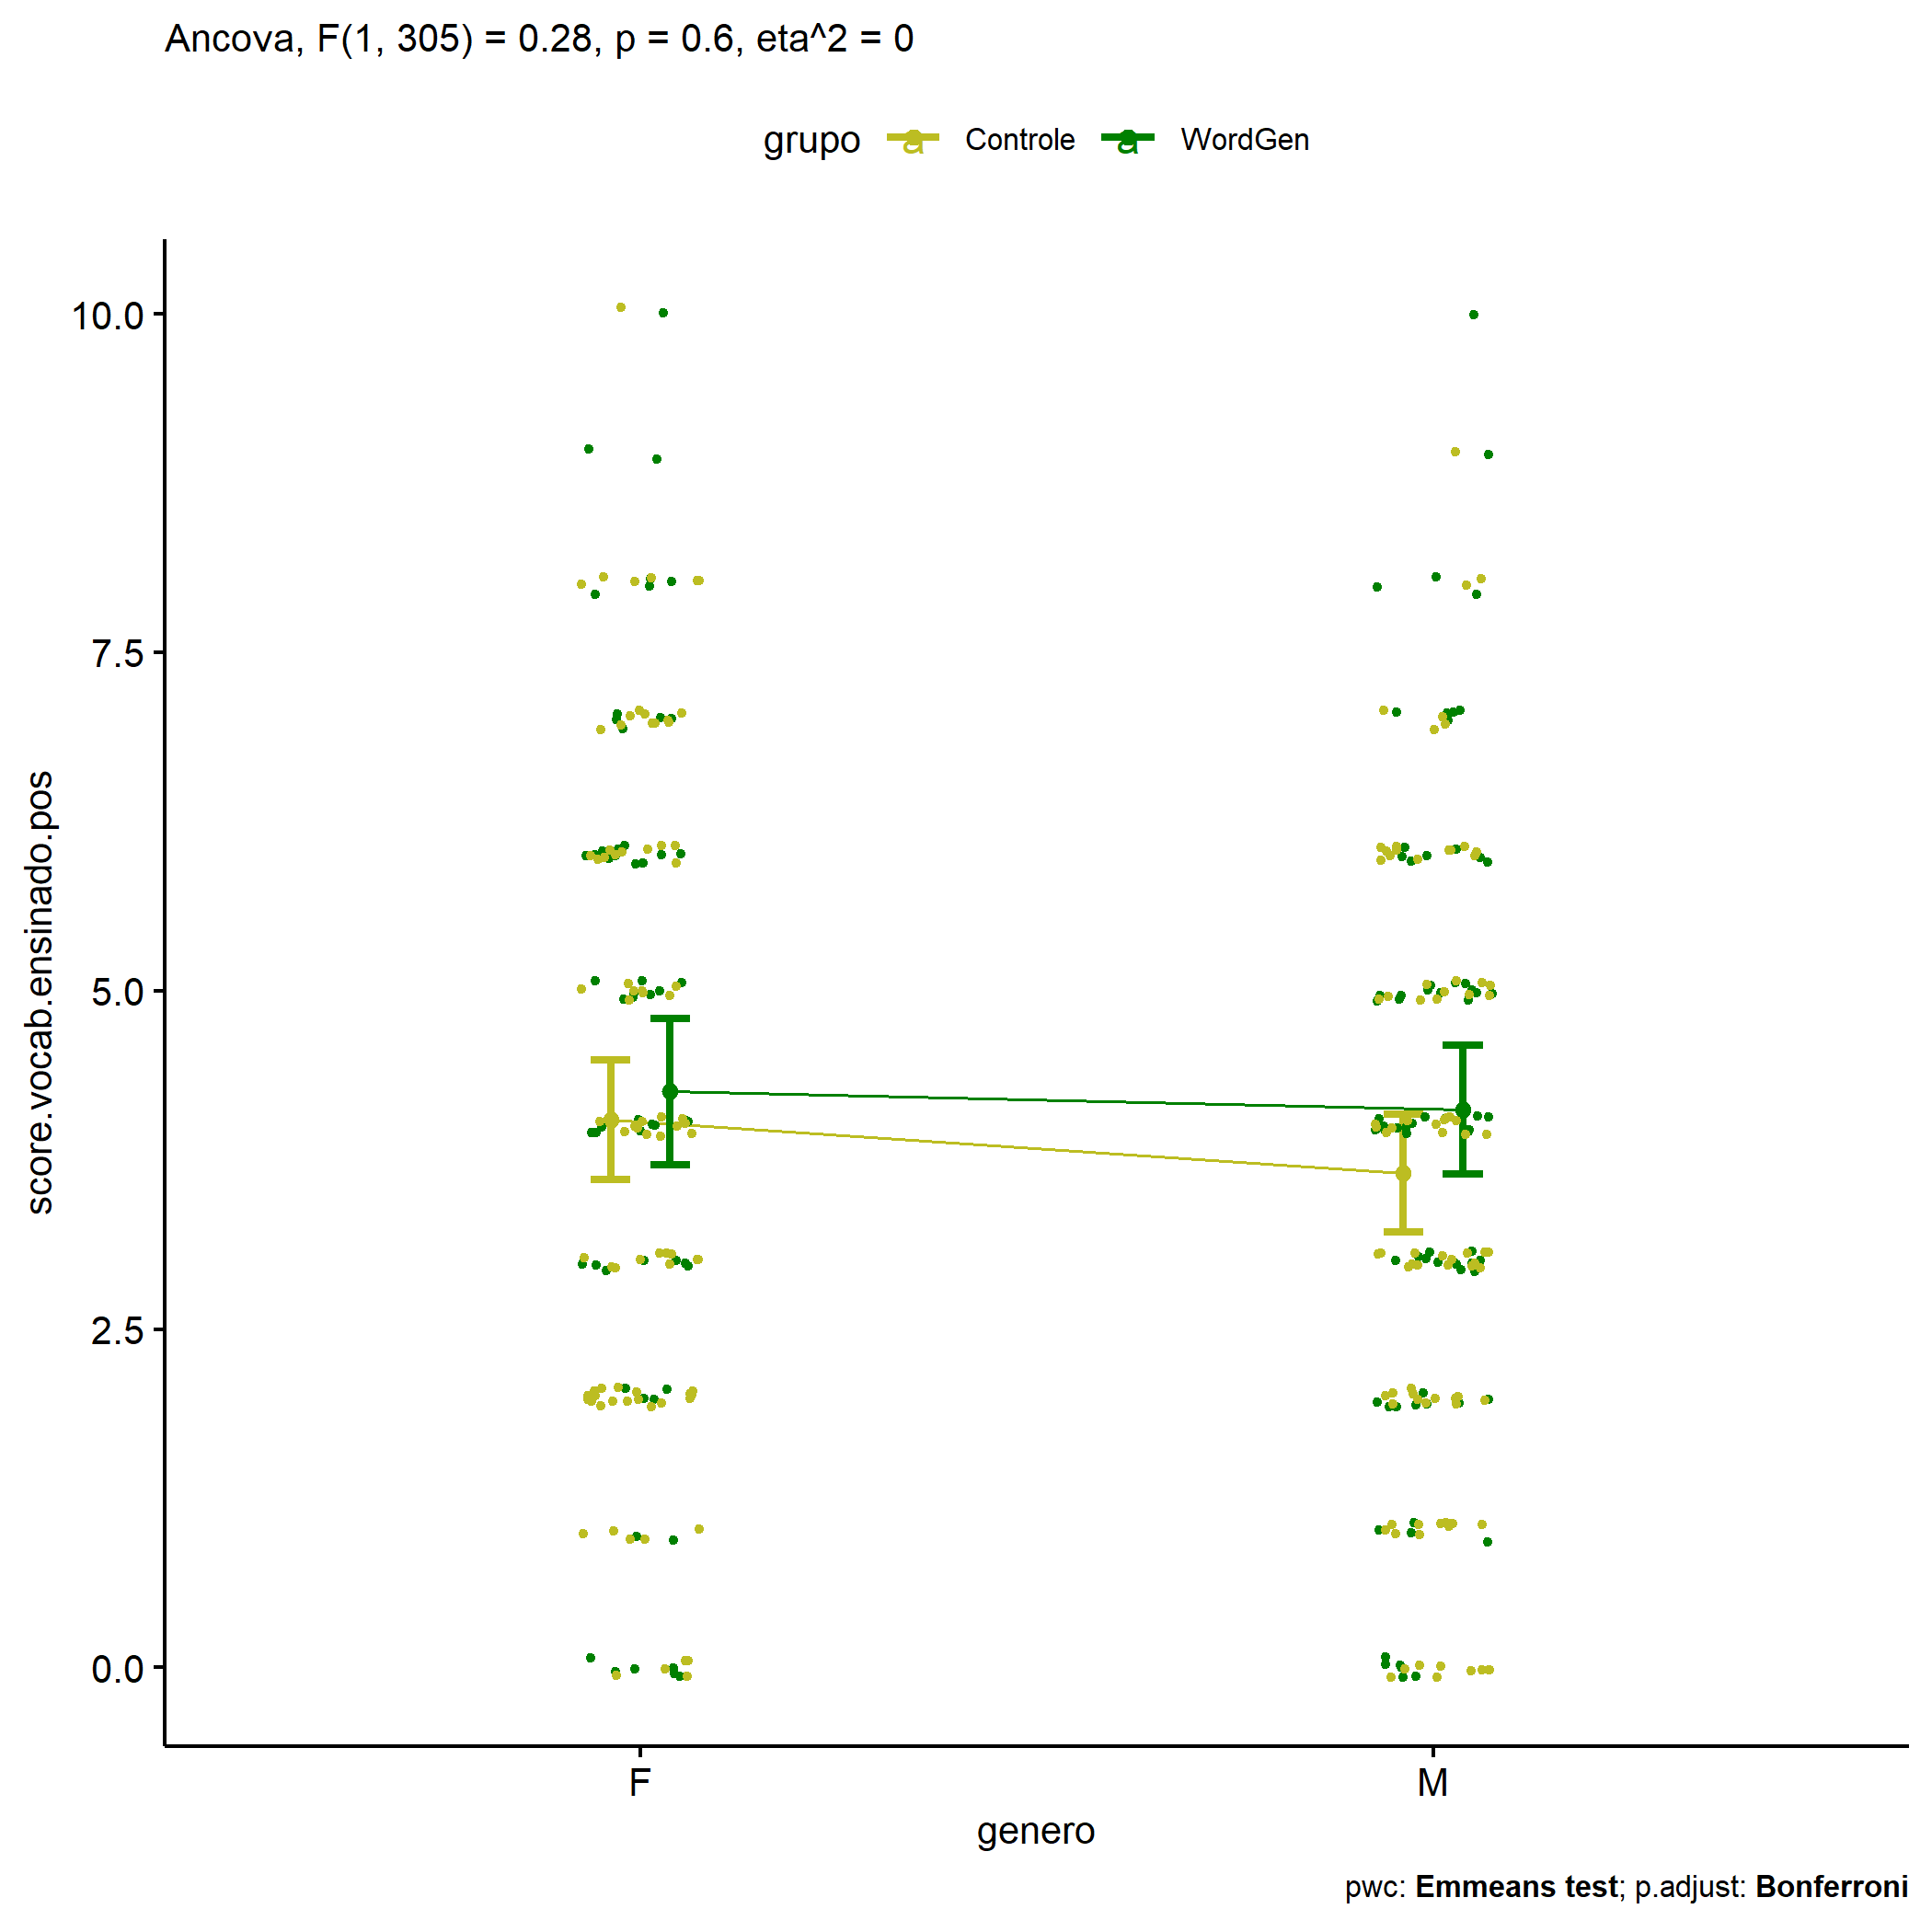 Ancova, F(1, 305) = 0.28, p = 0.6, eta^2 = 0
grupo a Controle a WordGen
10.0
7.5
5.0
2.5
0.0
score.vocab.ensinado.pos
F M
genero
pwc: Emmeans test; p.adjust: Bonferroni